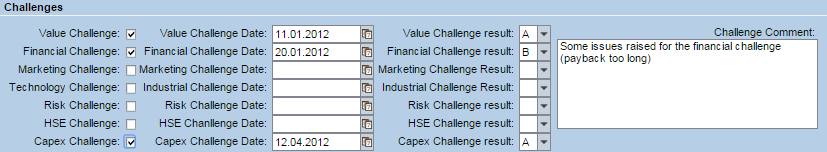 Challenges
Value Challenge: Value Challenge Date: 11.01.2012 Value Challenge result: A Challenge Comment:
Financial Challenge: Financial Challenge Date: 20.01.2012 Financial Challenge result: B Some issues raised for the financial challenge
(payback too long)
Marketing Challenge: Marketing Challenge Date: Marketing Challenge Result:
Technology Challenge: Industrial Challenge Date: Industrial Challenge Result:
Risk Challenge: Risk Challenge Date: Risk Challenge result:
HSE Challenge: HSE Chanllenge Date: HSE Challenge result:
Capex Challenge: Capex Challenge Date: 12.04.2012 Capex Challenge result: A